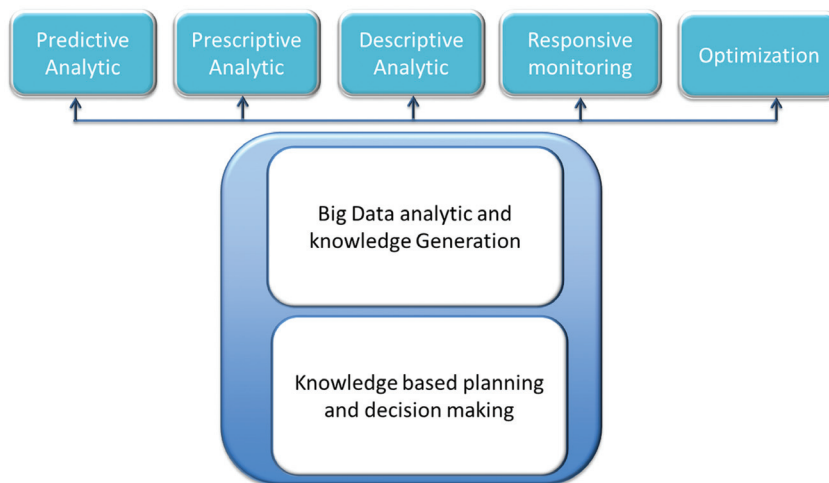 Predictive
Analytic
Prescriptive
Analytic
Descriptive
Analytic
Responsive
monitoring
Optimization
Big Data analytic and
knowledge Generation
Knowledge based planning
and decision making